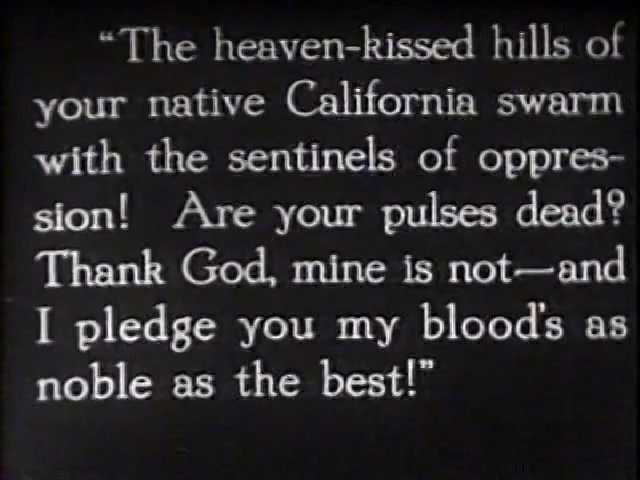 “The heaven-kissed hills of
your native California swarm
with the sentinels of oppres-
sion! Are your pulses dead?
Thank God, mine is not—and
I pledge you my blood's as
noble as the best!”